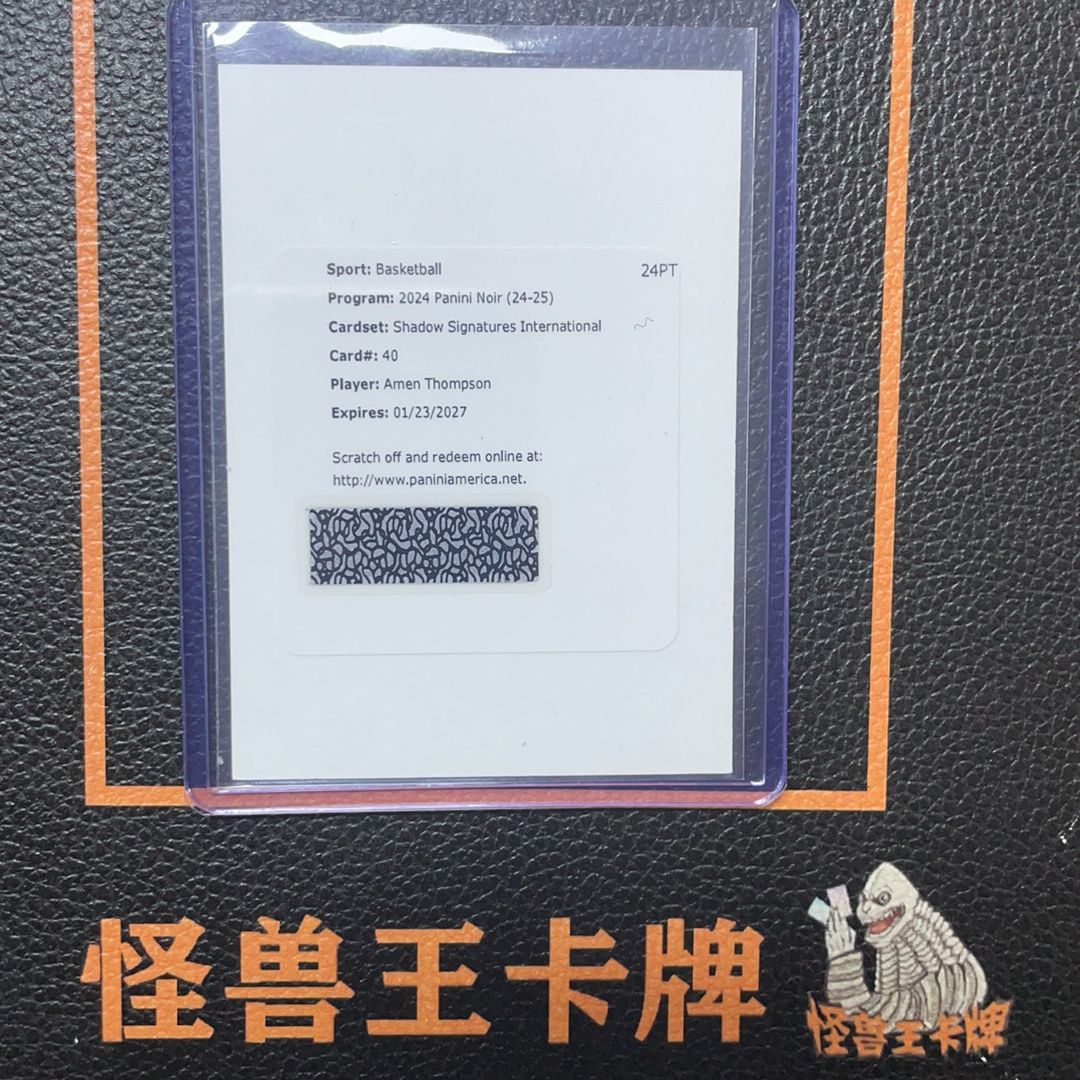 Sport: Basketball 24PT
Program: 2024 Panini Noir (24-25)
Cardset: Shadow Signatures International
Card#: 40
Player: Amen Thompson
Expires: 01/23/2027
Scratch off and redeem online at:
http://www.paniniamerica.net.
怪兽王卡牌
怪兽王卡牌